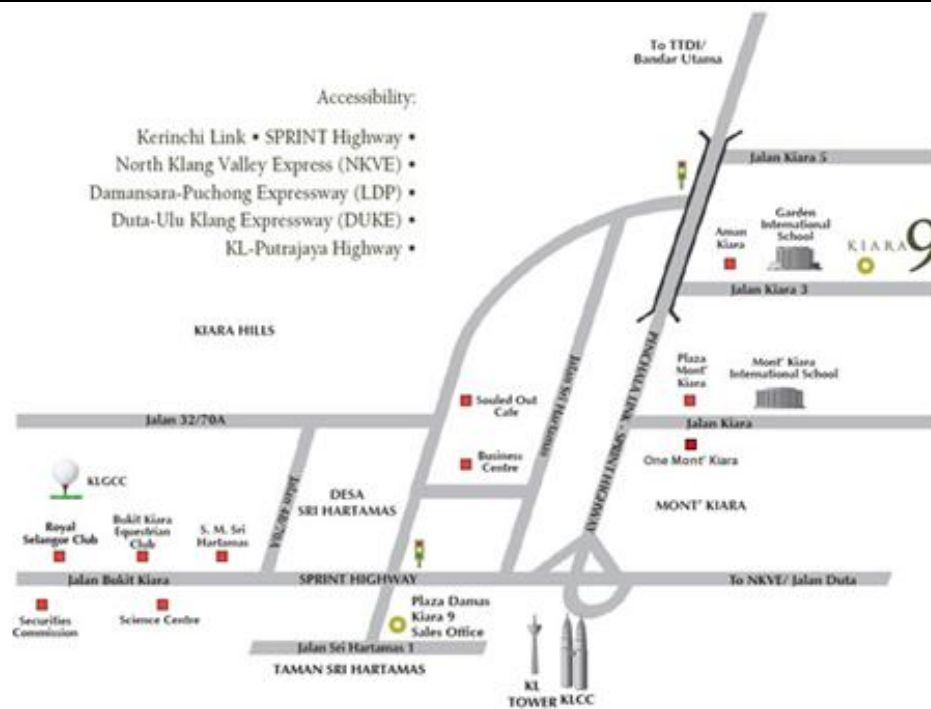 To TTDI/
Bandar Utama
Accessibility:
Kerinchi Link • SPRINT Highway •
North Klang Valley Express (NKVE) •
Damansara-Puchong Expressway (LDP) •
Duta-Ulu Klang Expressway (DUKE) •
KL-Putrajaya Highway •
Jalan Kiara 5
Aman
Kiara
Garden
International
School
KIARA 9
Jalan Kiara 3
KIARA HILLS
PENCHALA LINK - SPRINT HIGHWAY
Jalan Sri Hartamas
Plaza
Mont'
Kiara
Mont' Kiara
International School
Souled Out
Cafe
Jalan 32/70A
Jalan Kiara
Business
Centre
One Mont' Kiara
KLGCC
DESA
SRI HARTAMAS
MONT' KIARA
Jalan 48/70A
Royal
Selangor Club
Bukit Kiara
Equestrian
Club
S. M. Sri
Hartamas
Jalan Bukit Kiara
SPRINT HIGHWAY
To NKVE/ Jalan Duta
Securities
Commission
Science Centre
Plaza Damas
Kiara 9
Sales Office
Jalan Sri Hartamas 1
TAMAN SRI HARTAMAS
KL
TOWER
KLCC